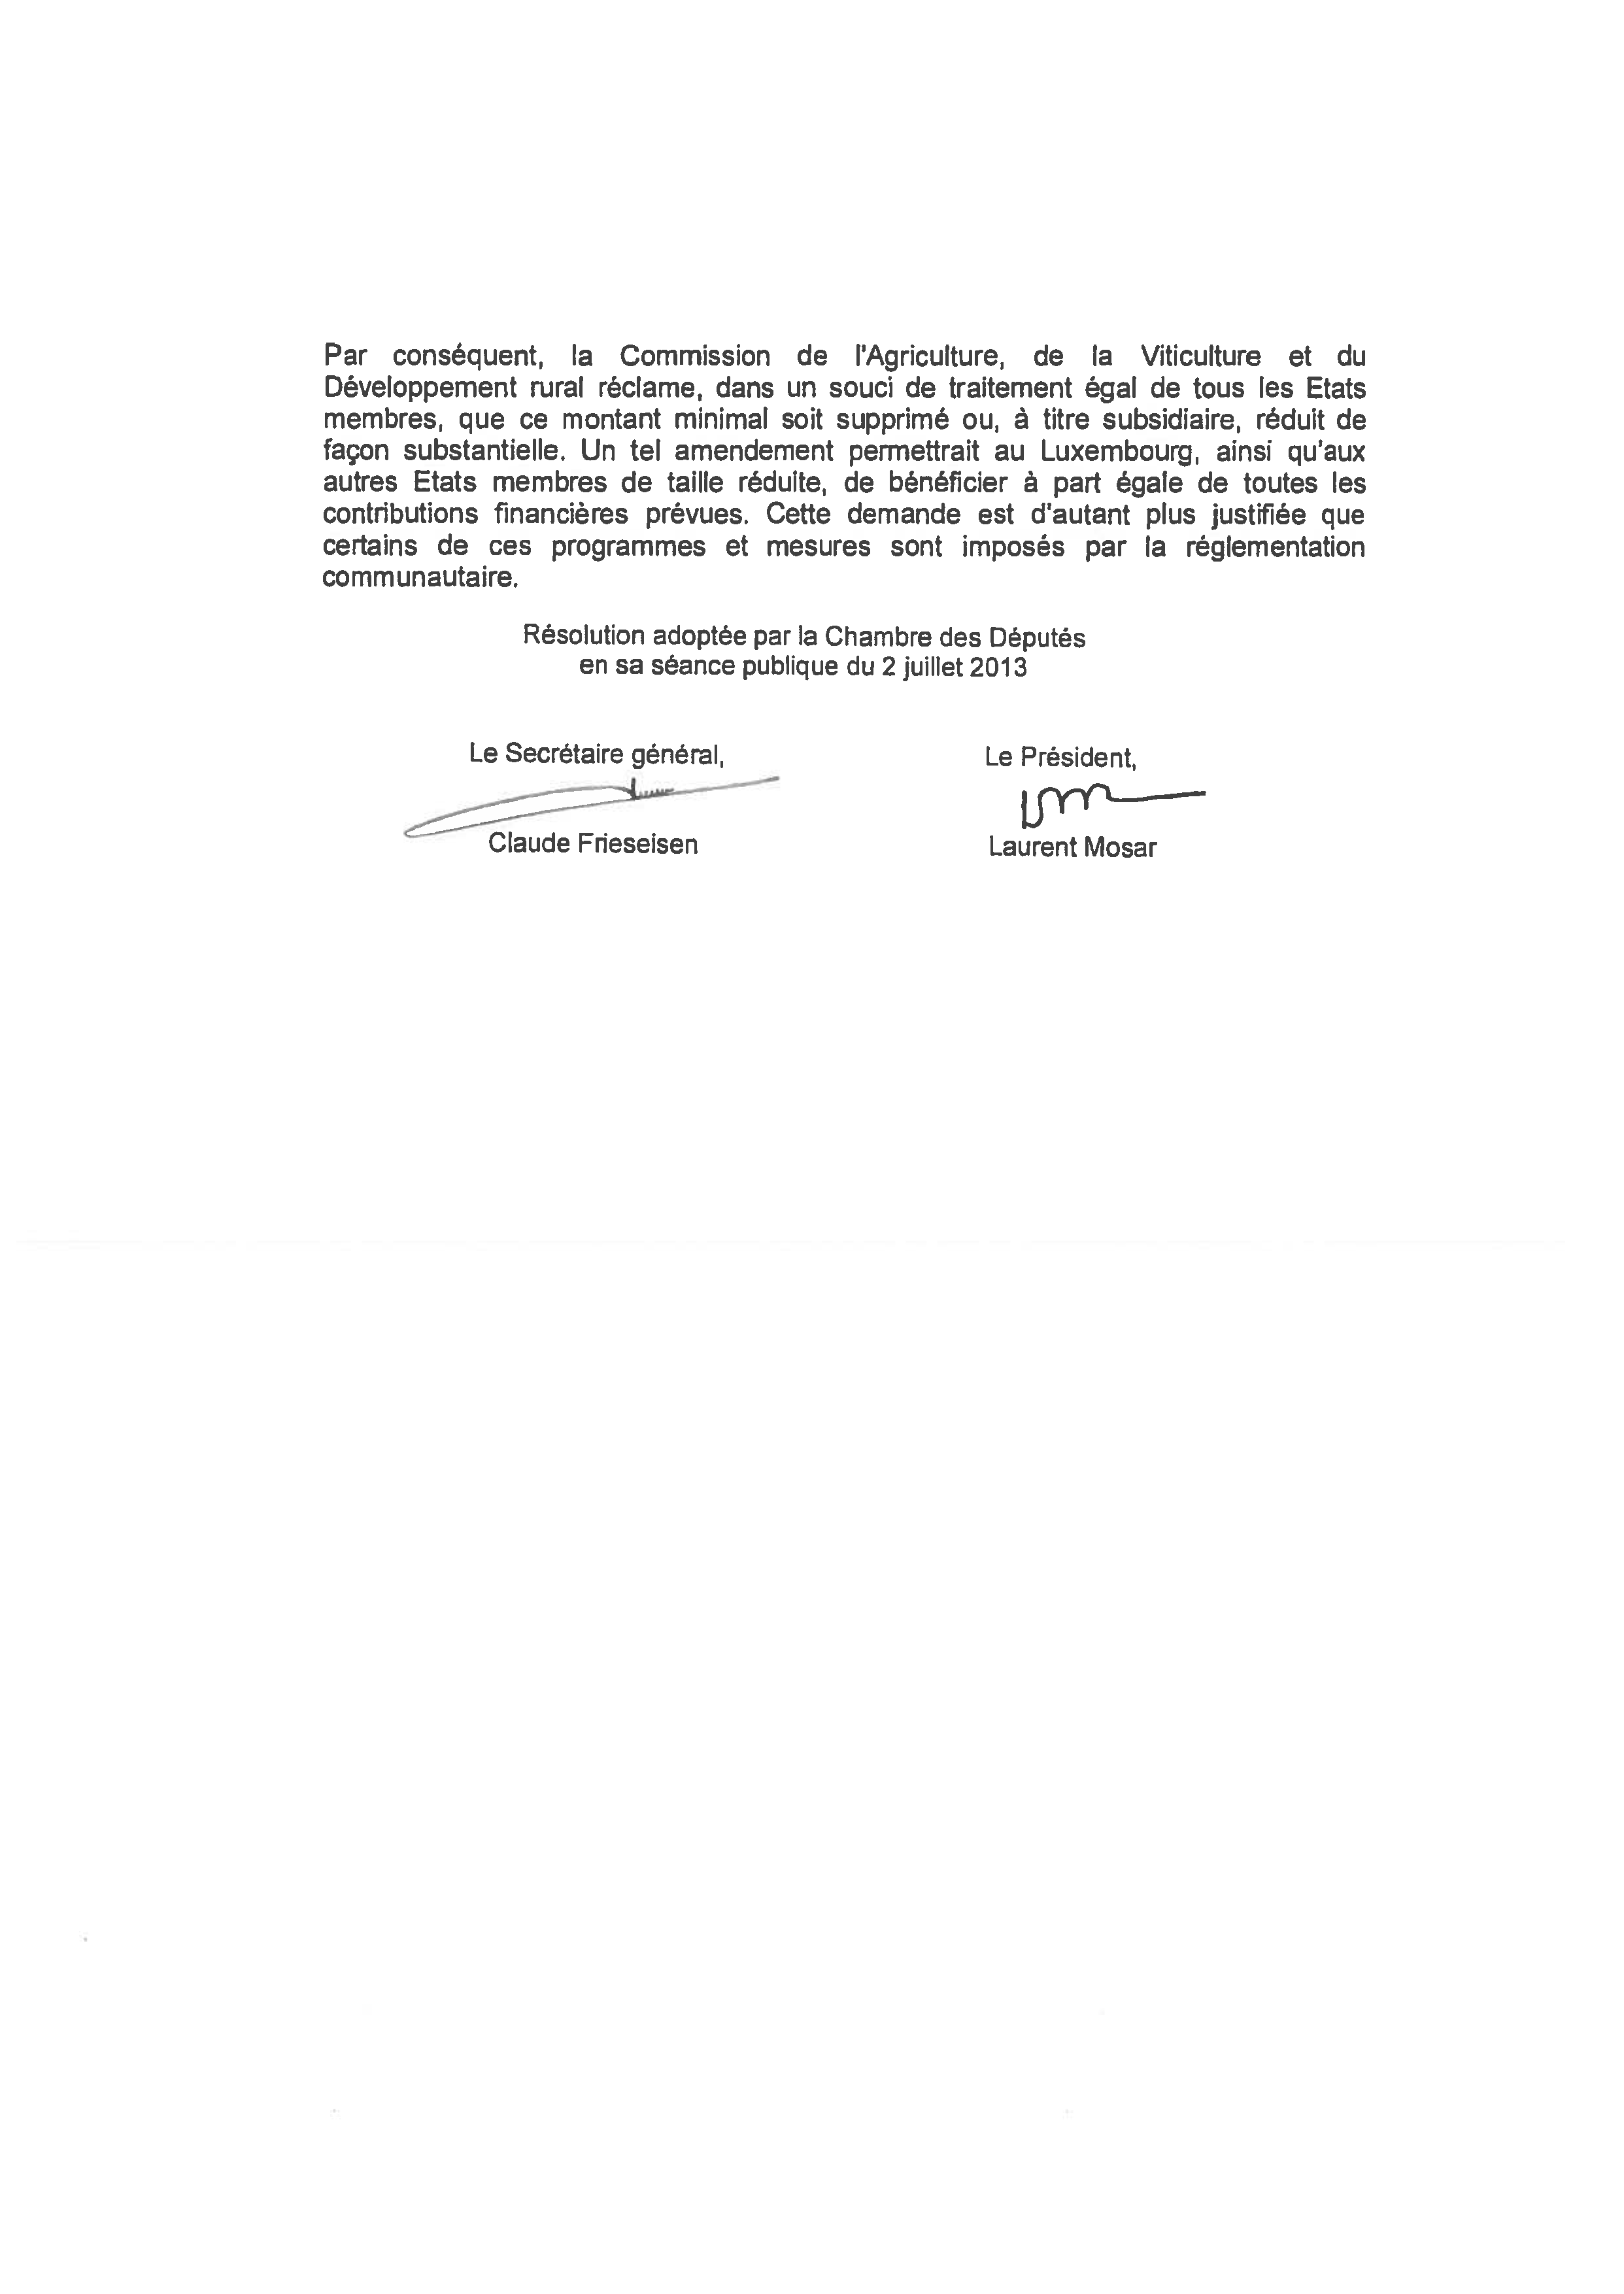 Par conséquent, la Commission de l'Agriculture, de la Viticulture et du
Développement rural réclame, dans un souci de traitement égal de tous les Etats
membres, que ce montant minimal soit supprimé ou, à titre subsidiaire, réduit de
façon substantielle. Un tel amendement permettrait au Luxembourg, ainsi qu'aux
autres Etats membres de taille réduite, de bénéficier à part égale de toutes les
contributions financières prévues. Cette demande est d'autant plus justifiée que
certains de ces programmes et mesures sont imposés par la réglementation
communautaire.
Résolution adoptée par la Chambre des Députés
en sa séance publique du 2 juillet 2013
Le Secrétaire général,
Claude Frieseisen
Le Président,
Laurent Mosar